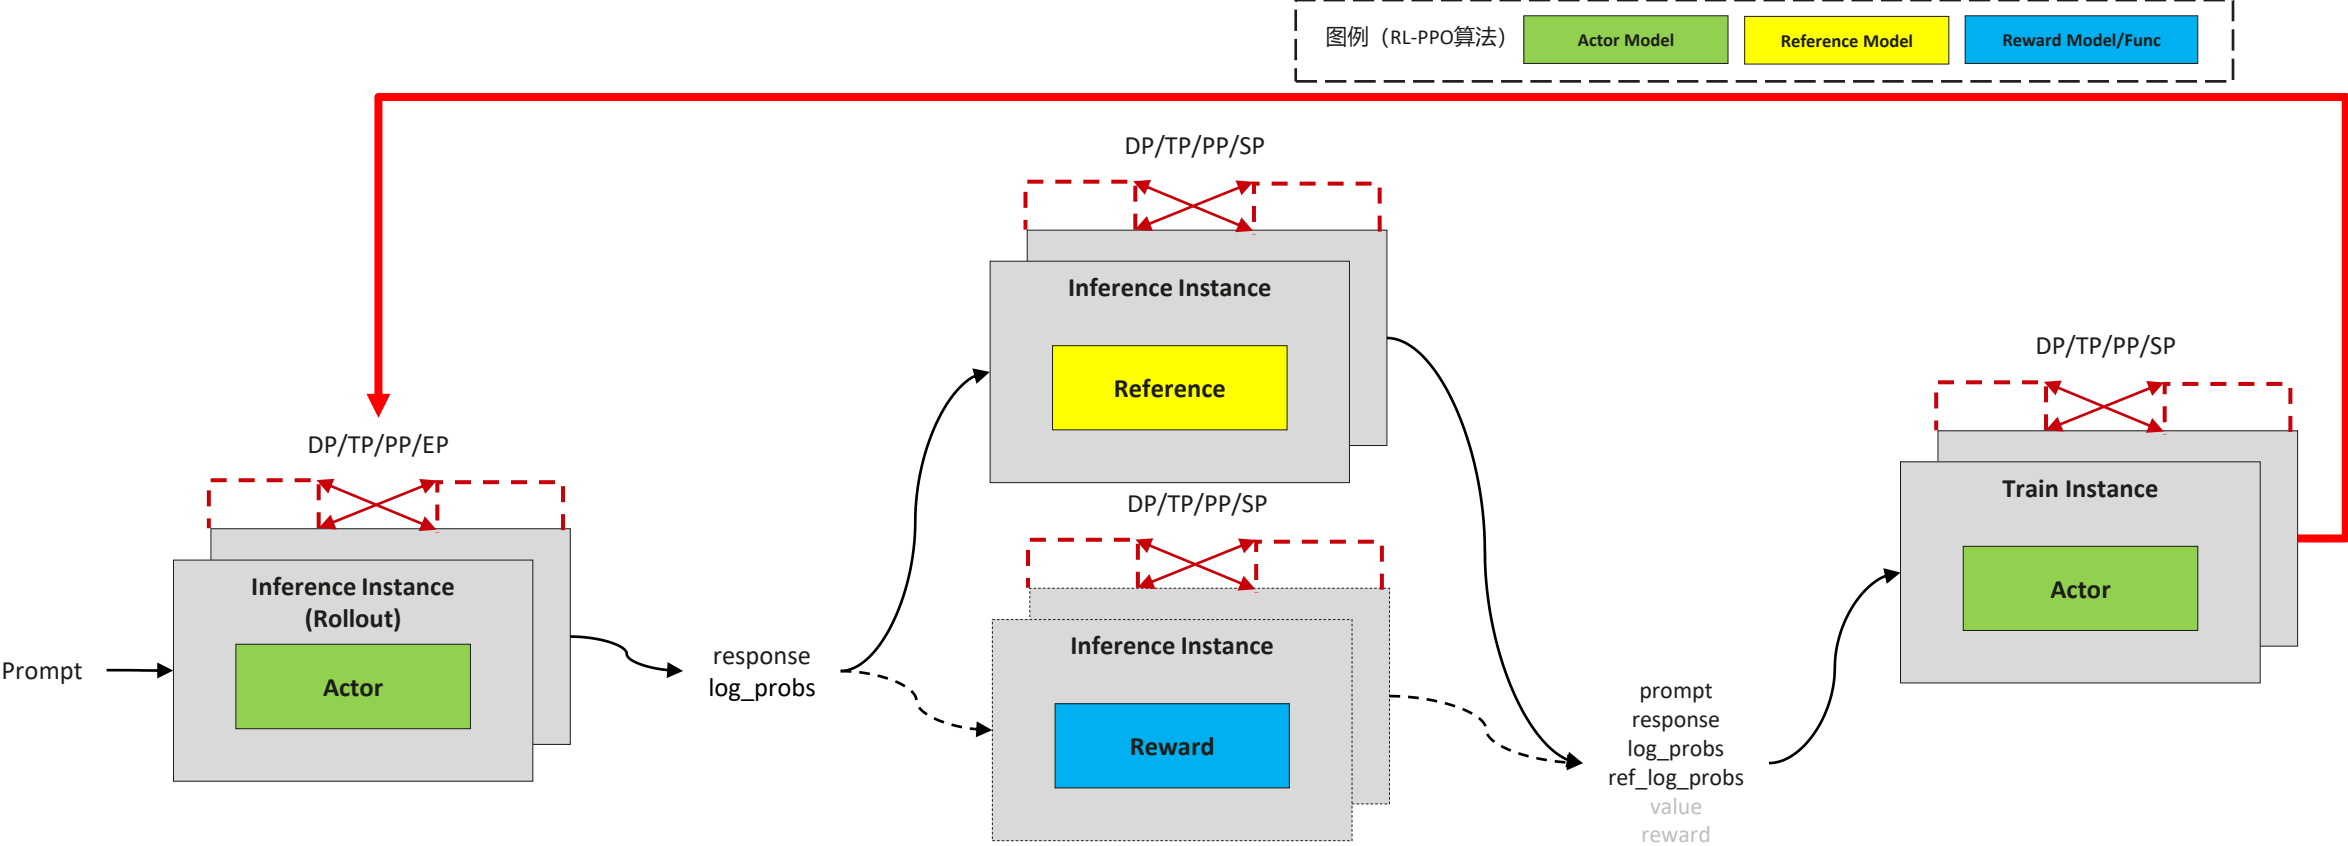 图例（RL-PPO算法）
Actor Model
Reference Model
Reward Model/Func
DP/TP/PP/SP
Inference Instance
Reference
DP/TP/PP/SP
Train Instance
Actor
DP/TP/PP/EP
Inference Instance
(Rollout)
Actor
Prompt
response
log_probs
DP/TP/PP/SP
Inference Instance
Reward
prompt
response
log_probs
ref_log_probs
value
reward